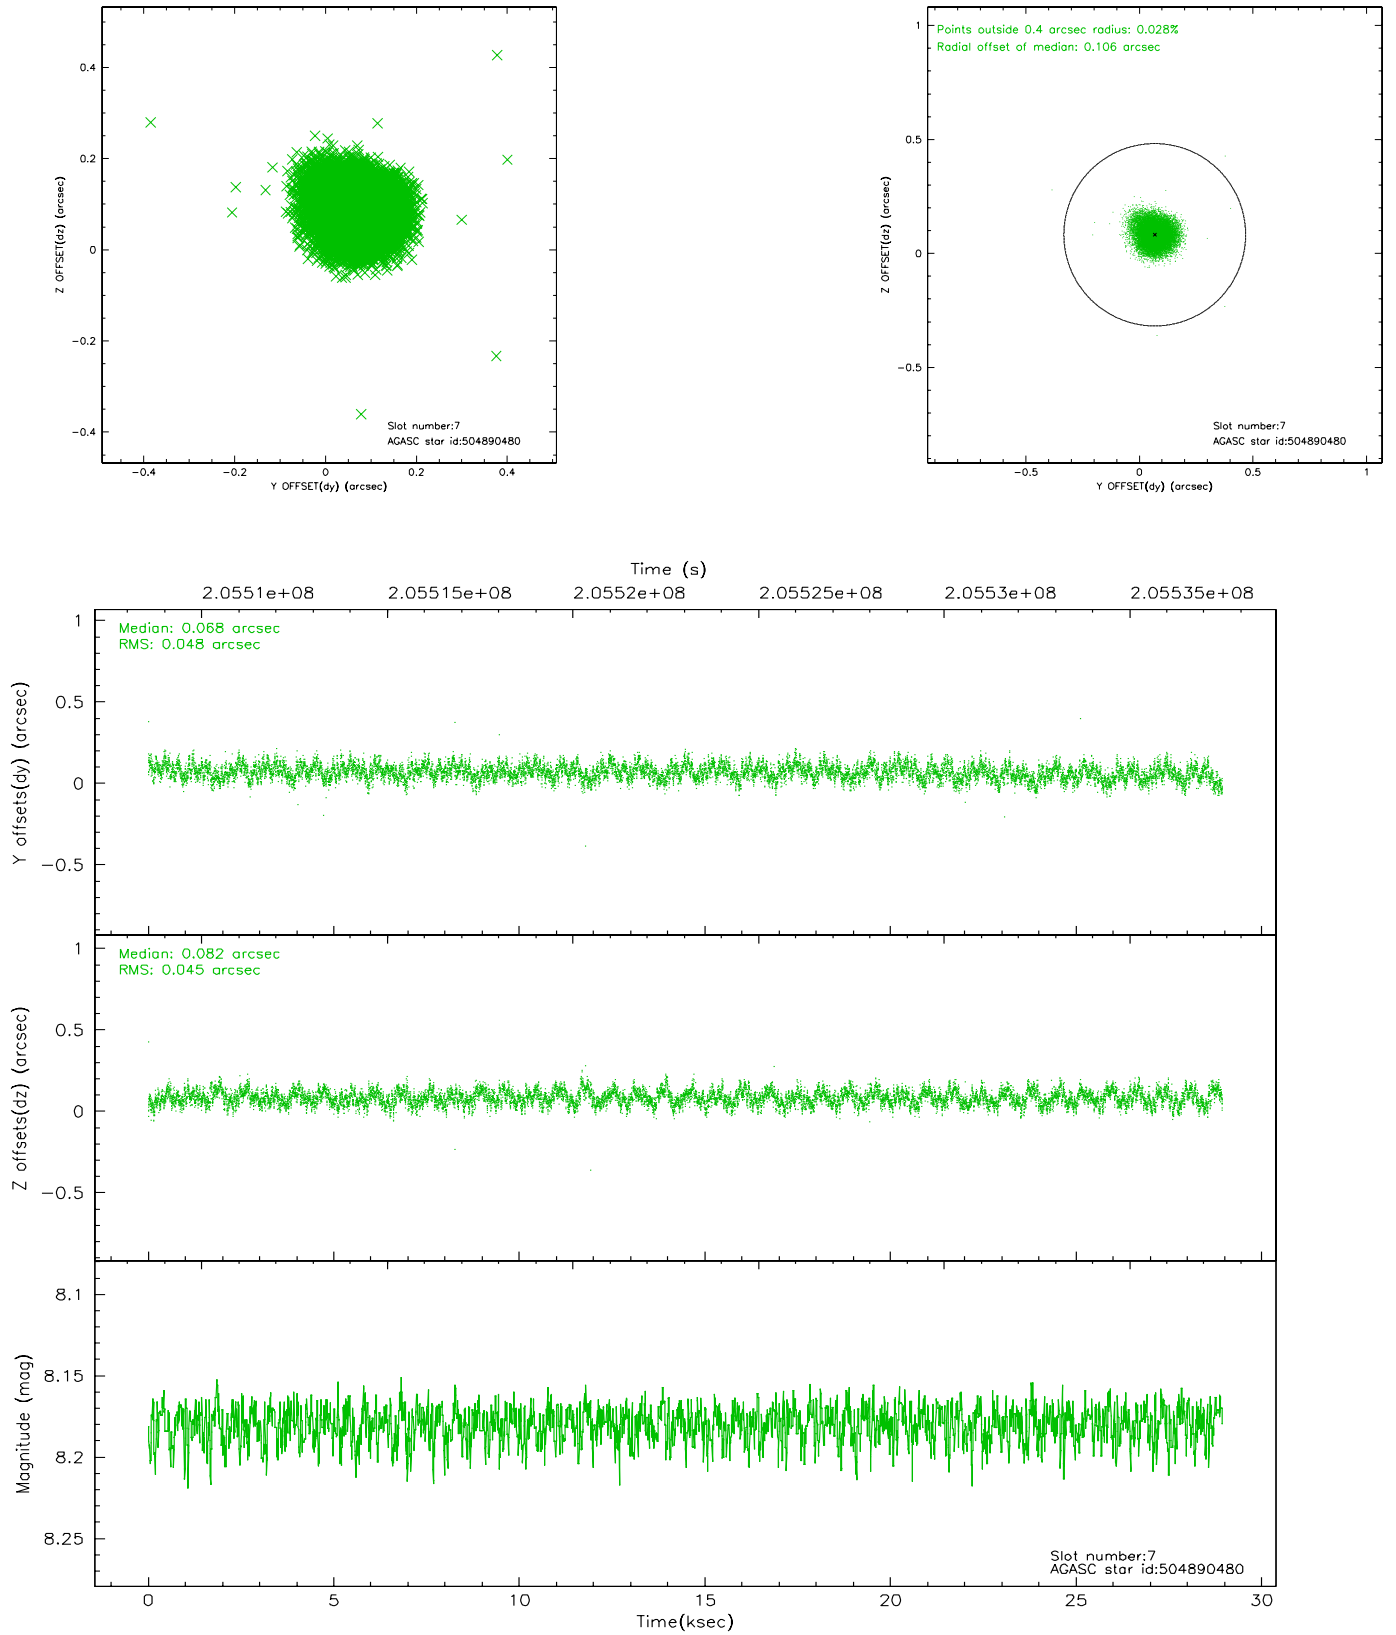 0.4
0.2
0
−0.2
−0.4
Z OFFSET(dz) (arcsec)
Slot number:7
AGASC star id:504890480
−0.4 −0.2 0 0.2 0.4
Y OFFSET(dy) (arcsec)
Points outside 0.4 arcsec radius: 0.028%
Radial offset of median: 0.106 arcsec
1
0.5
0
−0.5
Z OFFSET(dz) (arcsec)
Slot number:7
AGASC star id:504890480
−0.5 0 0.5 1
Y OFFSET(dy) (arcsec)
Time (s)
2.0551e+08 2.05515e+08 2.0552e+08 2.05525e+08 2.0553e+08 2.05535e+08
Median: 0.068 arcsec
RMS: 0.048 arcsec
1
0.5
0
−0.5
Y offsets(dy) (arcsec)
Median: 0.082 arcsec
RMS: 0.045 arcsec
1
0.5
0
−0.5
Z offsets(dz) (arcsec)
8.1
8.15
8.2
8.25
Magnitude (mag)
Slot number:7
AGASC star id:504890480
0 5 10 15 20 25 30
Time(ksec)